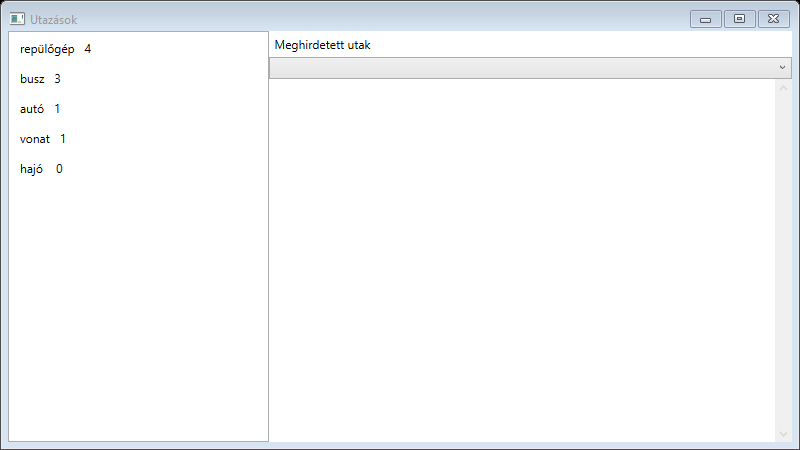 Utazások
repülőgép 4
busz 3
autó 1
vonat 1
hajó 0
Meghirdetett utak